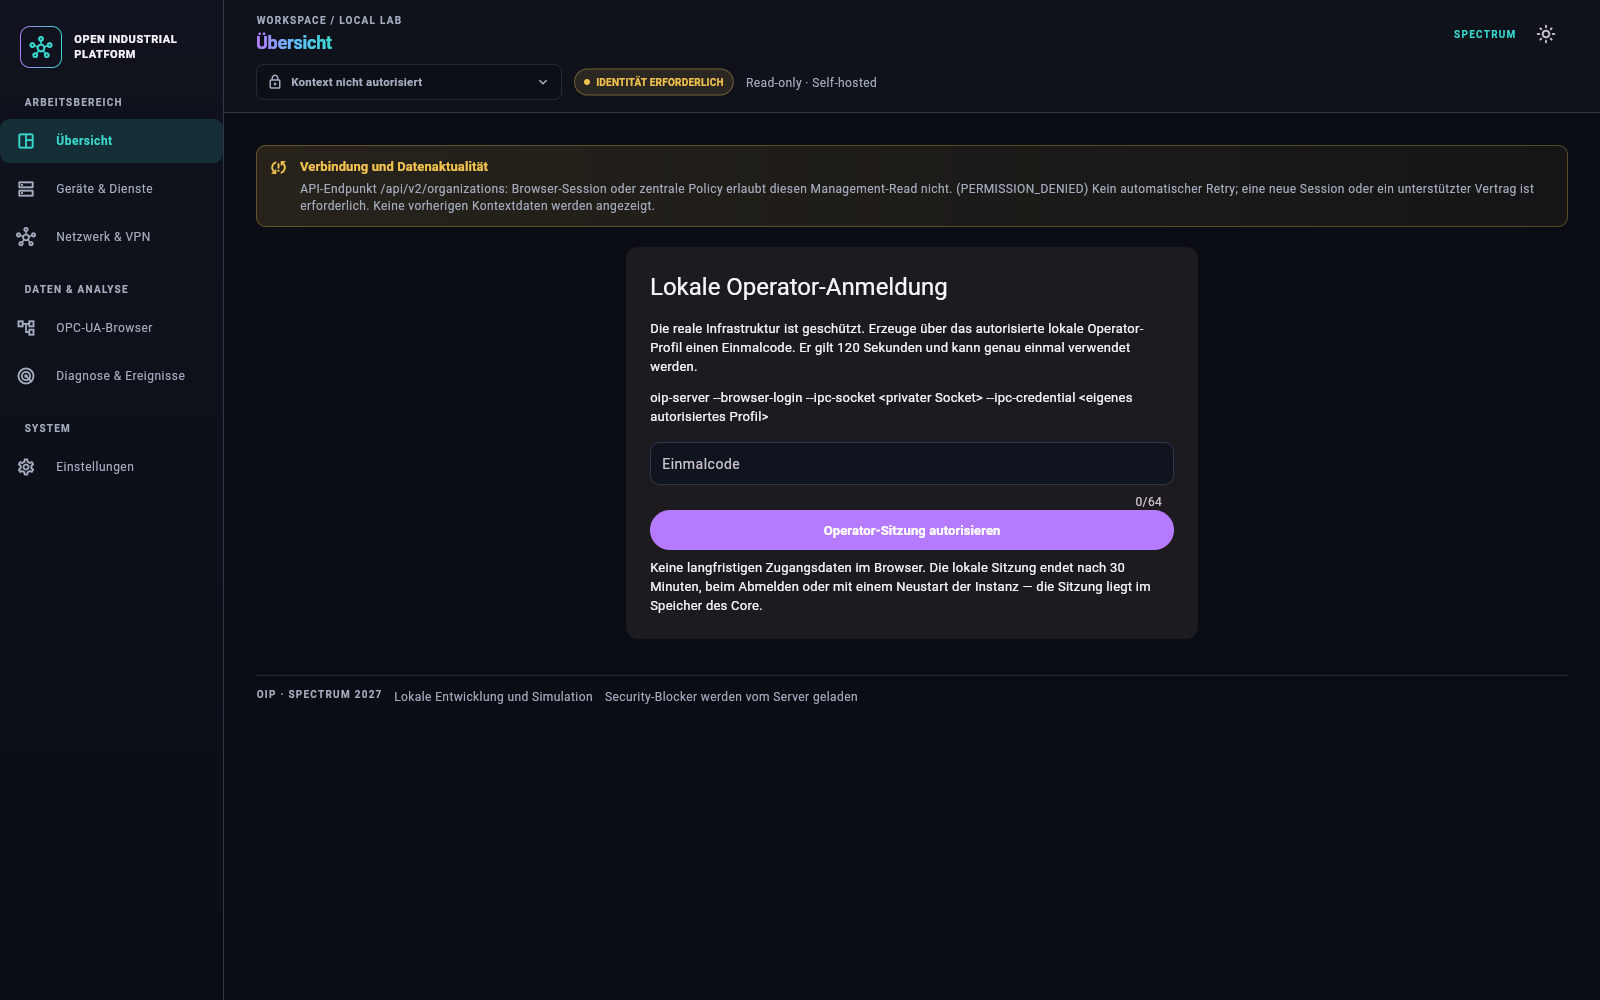 OPEN INDUSTRIAL
PLATFORM
ARBEITSBEREICH
Übersicht
Geräte & Dienste
Netzwerk & VPN
DATEN & ANALYSE
OPC-UA-Browser
Diagnose & Ereignisse
SYSTEM
Einstellungen
WORKSPACE / LOCAL LAB
Übersicht
SPECTRUM
Kontext nicht autorisiert
IDENTITÄT ERFORDERLICH
Read-only · Self-hosted
Verbindung und Datenaktualität
API-Endpunkt /api/v2/organizations: Browser-Session oder zentrale Policy erlaubt diesen Management-Read nicht. (PERMISSION_DENIED) Kein automatischer Retry; eine neue Session oder ein unterstützter Vertrag ist
erforderlich. Keine vorherigen Kontextdaten werden angezeigt.
Lokale Operator-Anmeldung
Die reale Infrastruktur ist geschützt. Erzeuge über das autorisierte lokale Operator-
Profil einen Einmalcode. Er gilt 120 Sekunden und kann genau einmal verwendet
werden.
oip-server --browser-login --ipc-socket <privater Socket> --ipc-credential <eigenes
autorisiertes Profil>
Einmalcode
0/64
Operator-Sitzung autorisieren
Keine langfristigen Zugangsdaten im Browser. Die lokale Sitzung endet nach 30
Minuten, beim Abmelden oder mit einem Neustart der Instanz — die Sitzung liegt im
Speicher des Core.
OIP · SPECTRUM 2027
Lokale Entwicklung und Simulation
Security-Blocker werden vom Server geladen